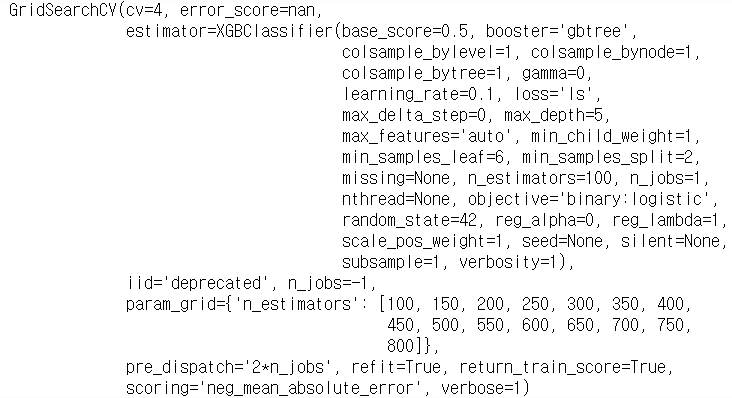 GridSearchCV(cv=4, error_score=nan,
estimator=XGBClassifier(base_score=0.5, booster='gbtree',
colsample_bylevel=1, colsample_bynode=1,
colsample_bytree=1, gamma=0,
learning_rate=0.1, loss='ls',
max_delta_step=0, max_depth=5,
max_features='auto', min_child_weight=1,
min_samples_leaf=6, min_samples_split=2,
missing=None, n_estimators=100, n_jobs=1,
nthread=None, objective='binary:logistic',
random_state=42, reg_alpha=0, reg_lambda=1,
scale_pos_weight=1, seed=None, silent=None,
subsample=1, verbosity=1),
iid='deprecated', n_jobs=-1,
param_grid={'n_estimators': [100, 150, 200, 250, 300, 350, 400,
450, 500, 550, 600, 650, 700, 750,
800]},
pre_dispatch='2*n_jobs', refit=True, return_train_score=True,
scoring='neg_mean_absolute_error', verbose=1)